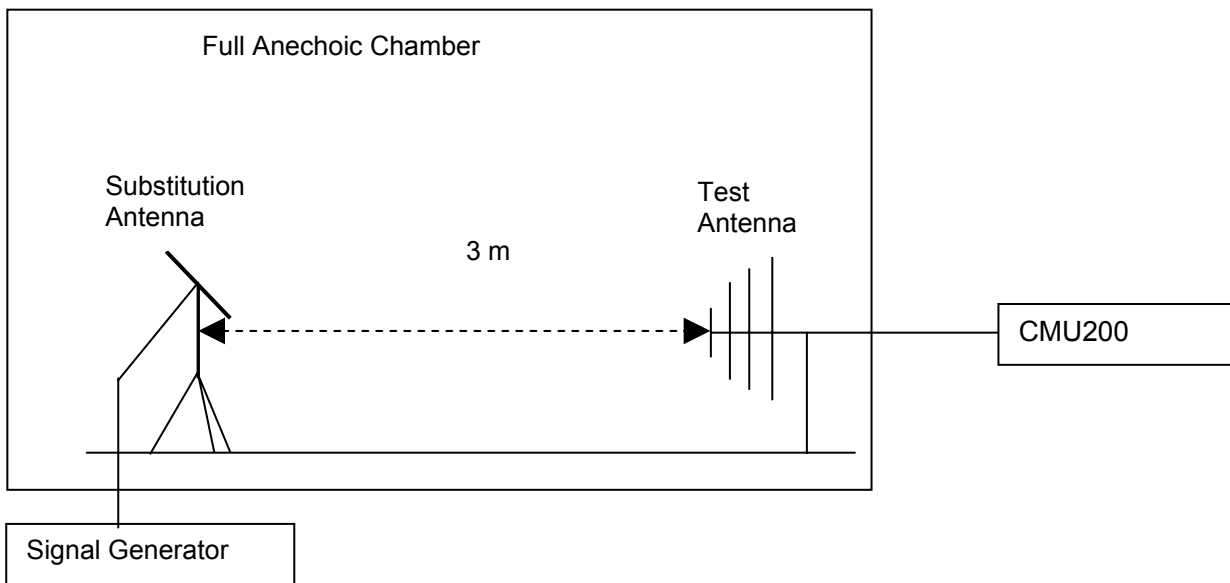 Full Anechoic Chamber
Substitution
Antenna
Test
Antenna
3 m
CMU200
Signal Generator